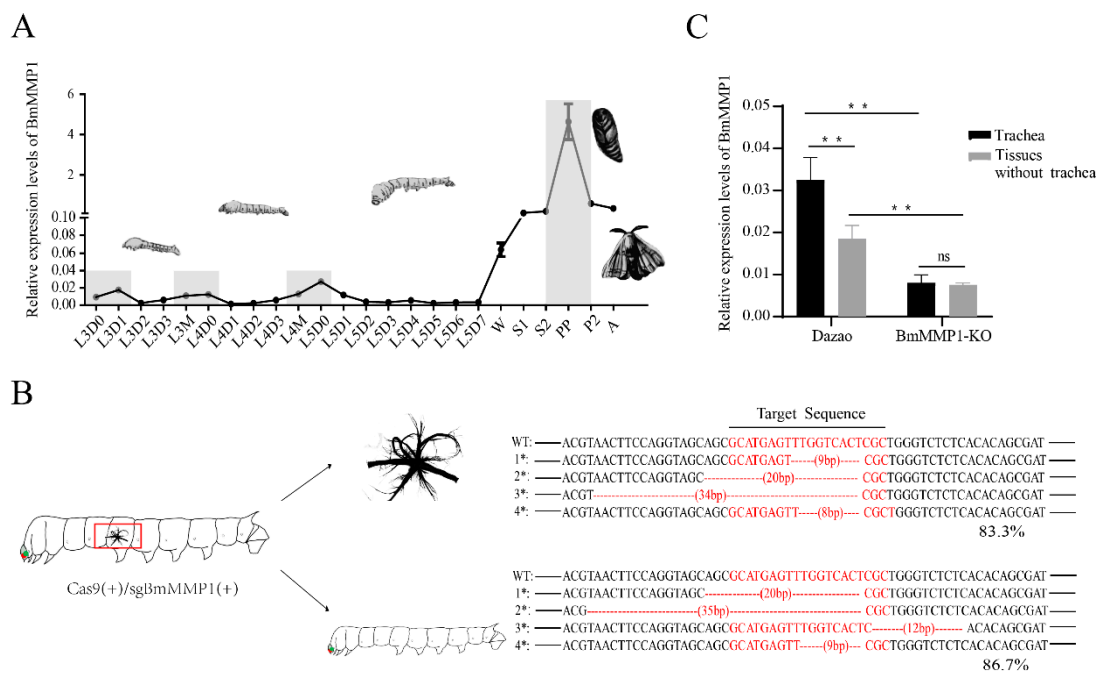 A
Relative expression levels of BmMMP1
6
4
2
0.10
0.08
0.06
0.04
0.02
0.00
L3D0
L3D1
L3D2
L3D3
L3M
L4D0
L4D1
L4D2
L4D3
L4M
L5D0
L5D1
L5D2
L5D3
L5D4
L5D5
L5D6
L5D7
W
S1
S2
PP
P2
A
C
Relative expression levels of BmMMP1
0.05
0.04
0.03
0.02
0.01
0.00
* *
* *
* *
ns
Trachea
Tissues
without trachea
Dazao
BmMMP1-KO
B
Cas9(+)/sgBmMMP1(+)
Target Sequence
WT: ACGTAACTTCCAGGTAGCAGCGCATGAGTTTGGTCACTCGCTGGGTCTCTCACACAGCGAT
1*: ACGTAACTTCCAGGTAGCAGCGCATGAGT------(9bp)------CGCTGGGTCTCTCACACAGCGAT
2*: ACGTAACTTCCAGGTAGC------(20bp)------CGCTGGGTCTCTCACACAGCGAT
3*: ACGT------(34bp)------CGCTGGGTCTCTCACACAGCGAT
4*: ACGTAACTTCCAGGTAGCAGCGCATGAGTT------(8bp)------CGCTGGGTCTCTCACACAGCGAT
83.3%
WT: ACGTAACTTCCAGGTAGCAGCGCATGAGTTTGGTCACTCGCTGGGTCTCTCACACAGCGAT
1*: ACGTAACTTCCAGGTAGC------(20bp)------CGCTGGGTCTCTCACACAGCGAT
2*: ACG------(35bp)------CGCTGGGTCTCTCACACAGCGAT
3*: ACGTAACTTCCAGGTAGCAGCGCATGAGTTTGGTCACTC------(12bp)------ACACAGCGAT
4*: ACGTAACTTCCAGGTAGCAGCGCATGAGTT------(9bp)------CGCTGGGTCTCTCACACAGCGAT
86.7%